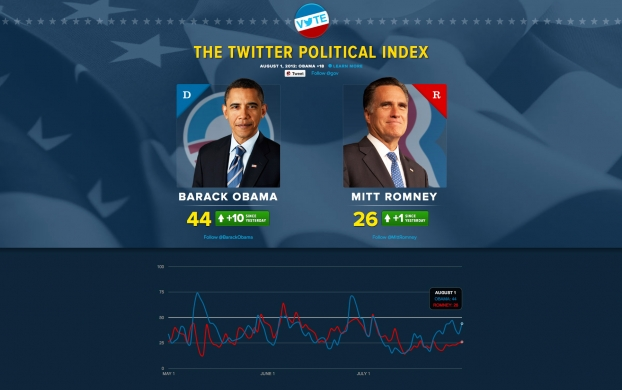 VOTE
THE TWITTER POLITICAL INDEX
AUGUST 1, 2012: OBAMA +18 LEARN MORE
Tweet Follow @gov
D
R
BARACK OBAMA
MITT ROMNEY
44 +10 SINCE YESTERDAY
26 +1 SINCE YESTERDAY
Follow @BarackObama
Follow @MittRomney
100
75
50
25
0
AUGUST 1
OBAMA: 44
ROMNEY: 26
MAY 1
JUNE 1
JULY 1